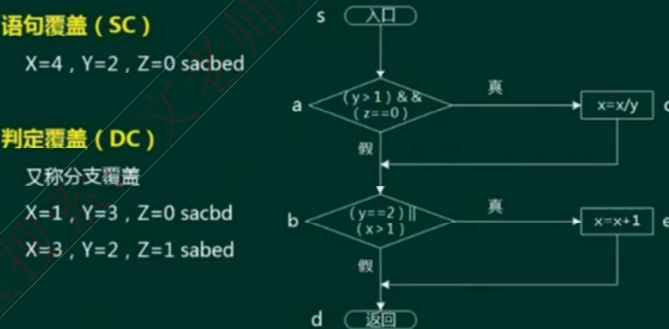 语句覆盖（SC）
X=4，Y=2，Z=0 sacbed
判定覆盖（DC）
又称分支覆盖
X=1，Y=3，Z=0 sacbd
X=3，Y=2，Z=1 sabed
s
入口
a
(y>1)&&
(z==0)
真
x=x/y
假
b
(y==2)||
(x>1)
真
x=x+1
e
假
d
返回